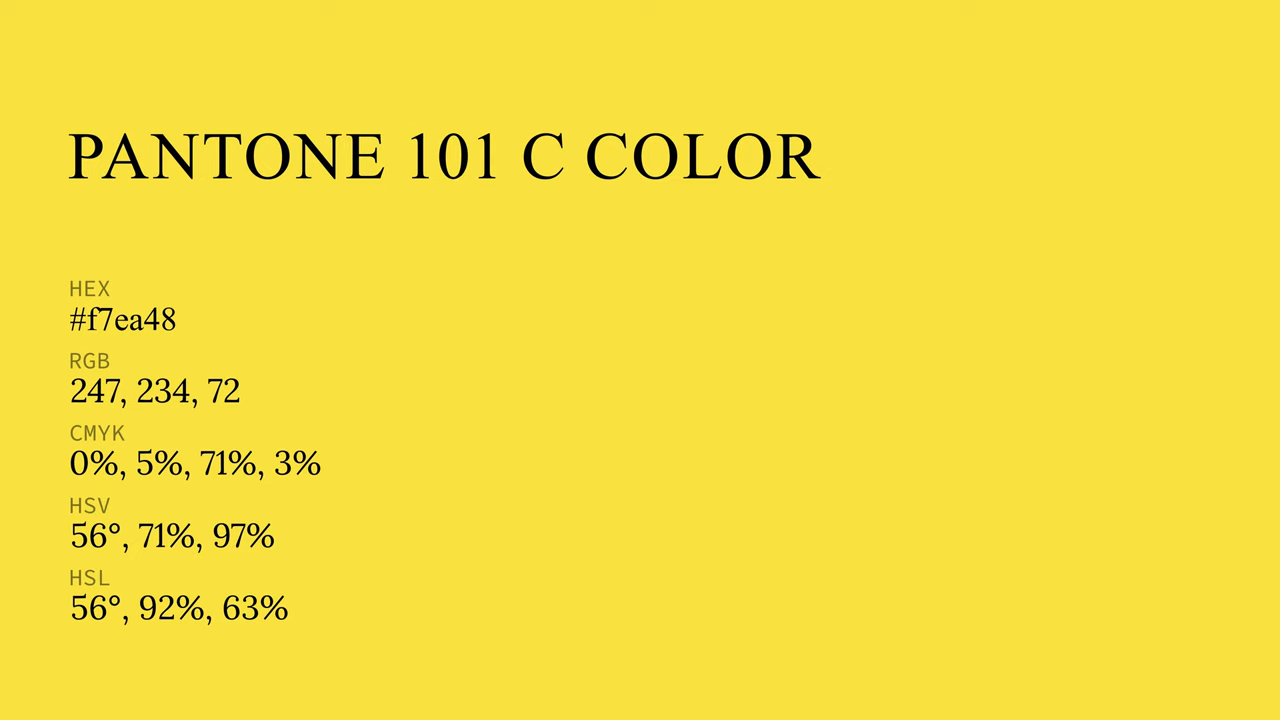 PANTONE 101 C COLOR
HEX
#f7ea48
RGB
247, 234, 72
CMYK
0%, 5%, 71%, 3%
HSV
56°, 71%, 97%
HSL
56°, 92%, 63%